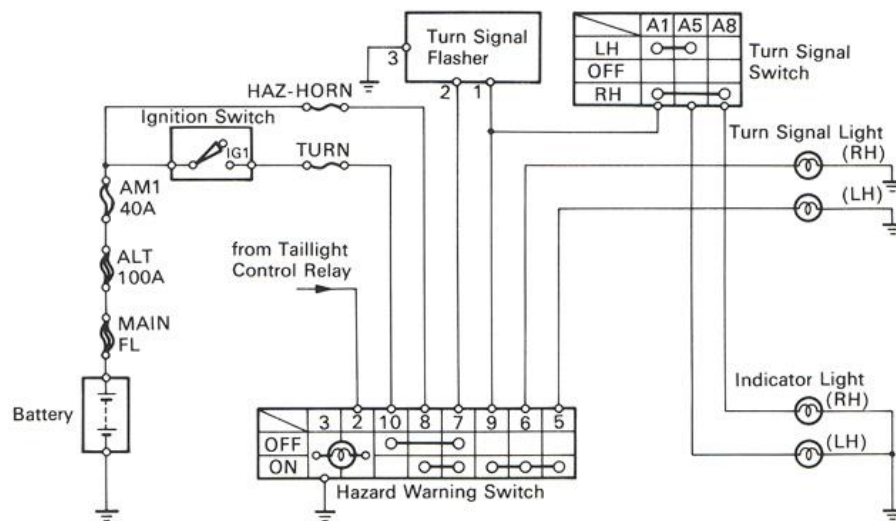 Turn Signal
Flasher
3
2
1
A1 A5 A8
LH
OFF
RH
Turn Signal
Switch
HAZ-HORN
Ignition Switch
IG1
TURN
Turn Signal Light
(RH)
(LH)
AM1
40A
ALT
100A
from Taillight
Control Relay
MAIN
FL
Battery
Indicator Light
(RH)
(LH)
3 2 10 8 7 9 6 5
OFF
ON
Hazard Warning Switch